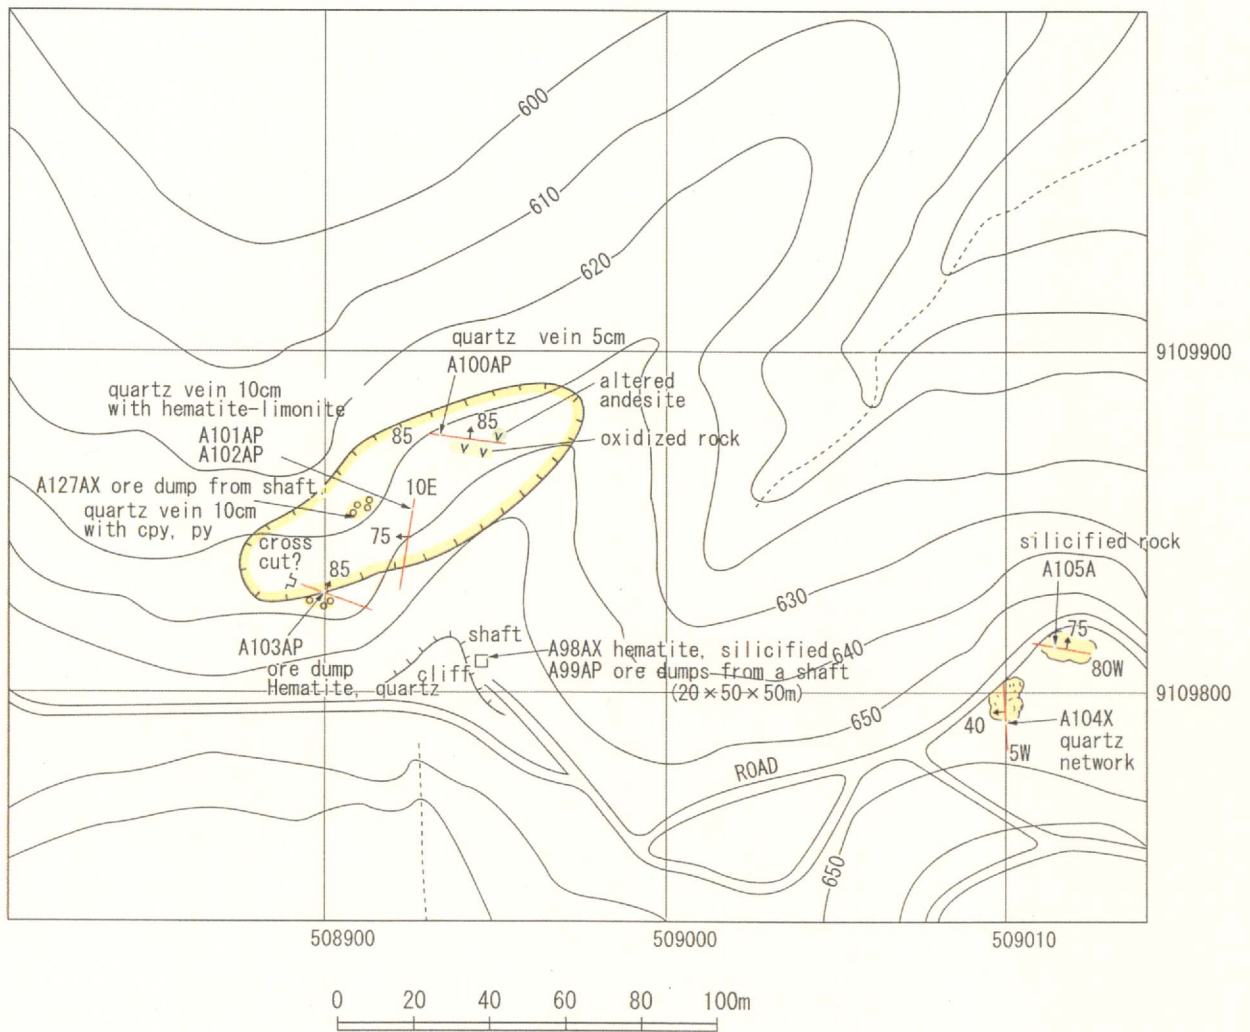 600
610
620
quartz vein 5cm
A100AP
9109900
quartz vein 10cm
with hematite-limonite
altered
andesite
A101AP
A102AP
85
85
oxidized rock
A127AX ore dump from shaft
10E
quartz vein 10cm
with cpy, py
75
cross
cut?
85
silicified rock
A105A
630
75
A103AP
ore dump
Hematite, quartz
shaft
cliff
A98AX hematite, silicified
A99AP ore dumps from a shaft
(20×50×50m)
640
80W
9109800
650
40
A104X
quartz
network
5W
ROAD
650
508900
509000
509010
0 20 40 60 80 100m